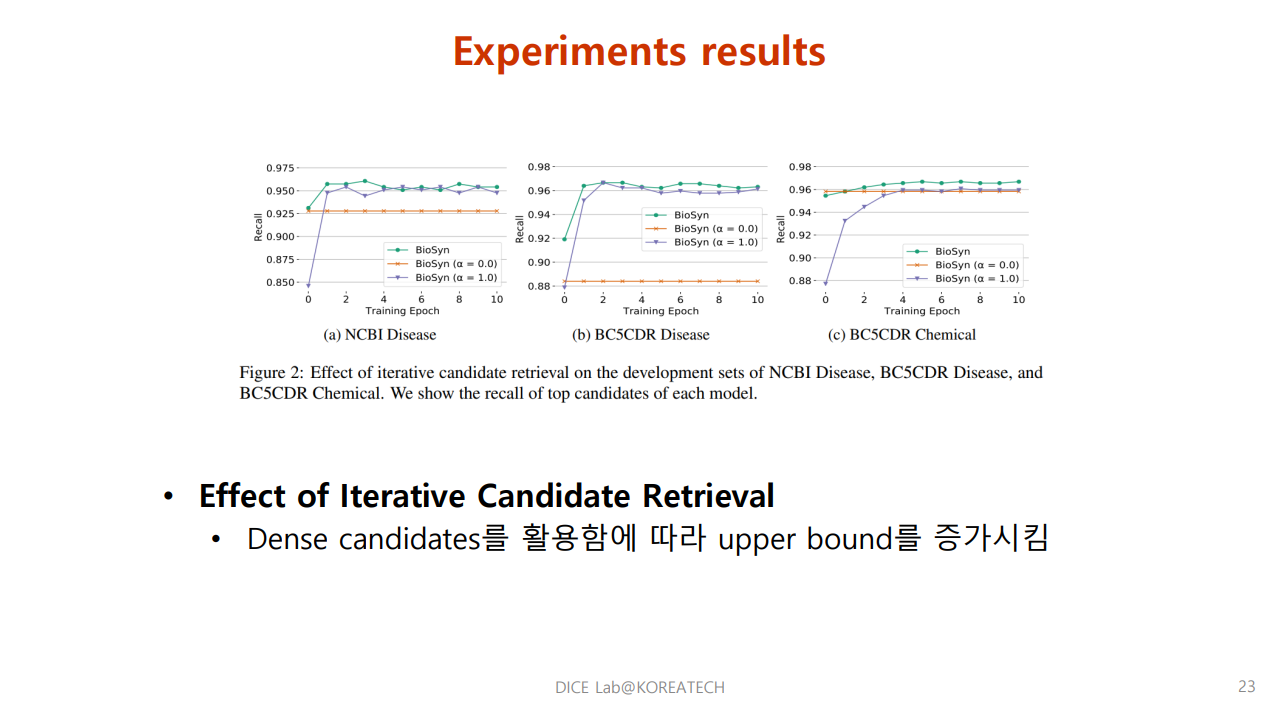 Experiments results
0.975
0.950
0.925
0.900
0.875
0.850
Recall
BioSyn
BioSyn (α = 0.0)
BioSyn (α = 1.0)
0 2 4 6 8 10
Training Epoch
(a) NCBI Disease
0.98
0.96
0.94
0.92
0.90
0.88
Recall
BioSyn
BioSyn (α = 0.0)
BioSyn (α = 1.0)
0 2 4 6 8 10
Training Epoch
(b) BC5CDR Disease
0.98
0.96
0.94
0.92
0.90
0.88
Recall
BioSyn
BioSyn (α = 0.0)
BioSyn (α = 1.0)
0 2 4 6 8 10
Training Epoch
(c) BC5CDR Chemical
Figure 2: Effect of iterative candidate retrieval on the development sets of NCBI Disease, BC5CDR Disease, and
BC5CDR Chemical. We show the recall of top candidates of each model.
• Effect of Iterative Candidate Retrieval
• Dense candidates를 활용함에 따라 upper bound를 증가시킴
DICE Lab@KOREATECH
23